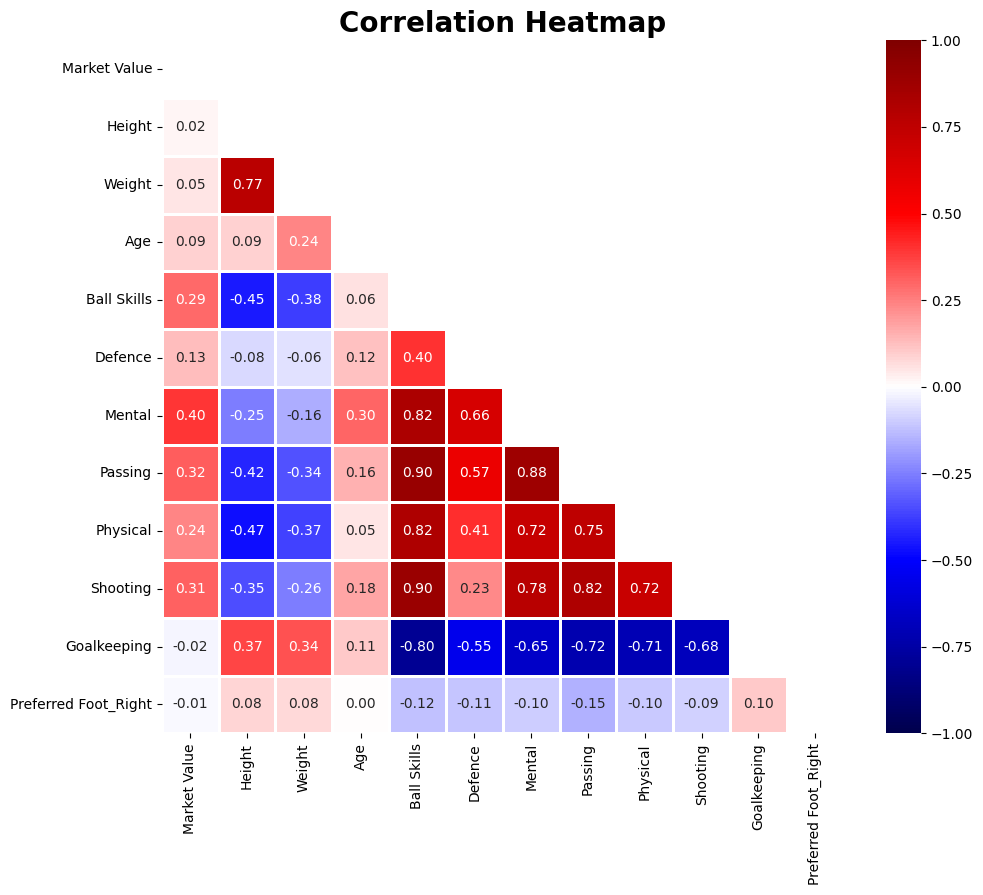 Correlation Heatmap
Market Value
Height 0.02
Weight 0.05 0.77
Age 0.09 0.09 0.24
Ball Skills 0.29 -0.45 -0.38 0.06
Defence 0.13 -0.08 -0.06 0.12 0.40
Mental 0.40 -0.25 -0.16 0.30 0.82 0.66
Passing 0.32 -0.42 -0.34 0.16 0.90 0.57 0.88
Physical 0.24 -0.47 -0.37 0.05 0.82 0.41 0.72 0.75
Shooting 0.31 -0.35 -0.26 0.18 0.90 0.23 0.78 0.82 0.72
Goalkeeping -0.02 0.37 0.34 0.11 -0.80 -0.55 -0.65 -0.72 -0.71 -0.68
Preferred Foot_Right -0.01 0.08 0.08 0.00 -0.12 -0.11 -0.10 -0.15 -0.10 -0.09 0.10
Market Value
Height
Weight
Age
Ball Skills
Defence
Mental
Passing
Physical
Shooting
Goalkeeping
Preferred Foot_Right
1.00
0.75
0.50
0.25
0.00
−0.25
−0.50
−0.75
−1.00